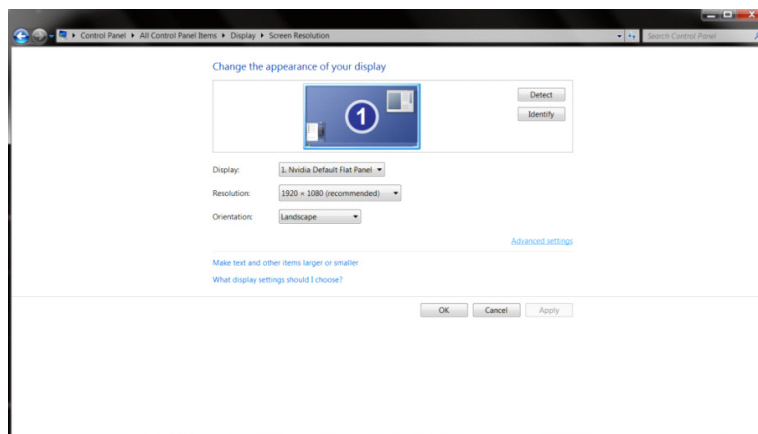 Control Panel ▸ All Control Panel Items ▸ Display ▸ Screen Resolution
Search Control Panel
Change the appearance of your display
1
Detect
Identify
Display: 1. Nvidia Default Flat Panel
Resolution: 1920 × 1080 (recommended)
Orientation: Landscape
Advanced settings
Make text and other items larger or smaller
What display settings should I choose?
OK Cancel Apply